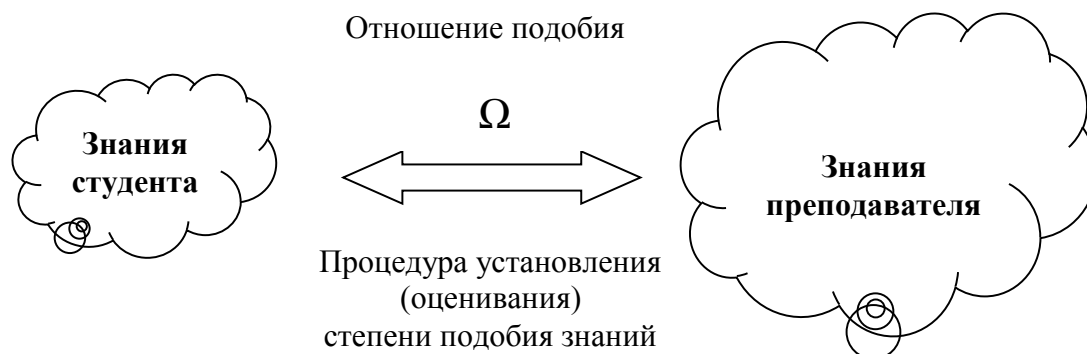 Отношение подобия
Ω
Знания
студента
Знания
преподавателя
Процедура установления
(оценивания)
степени подобия знаний